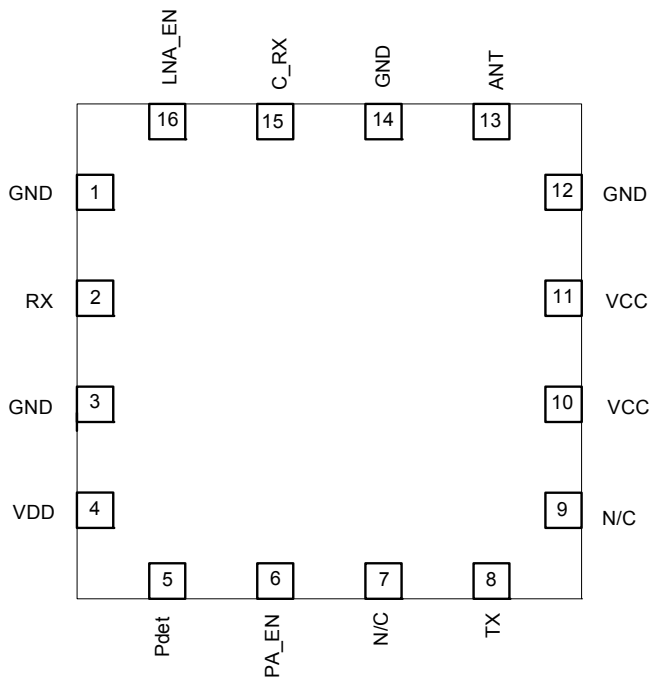 LNA_EN
C_RX
GND
ANT
16
15
14
13
GND
1
12
GND
RX
2
11
VCC
GND
3
10
VCC
VDD
4
9
N/C
5
6
7
8
Pdet
PA_EN
N/C
TX